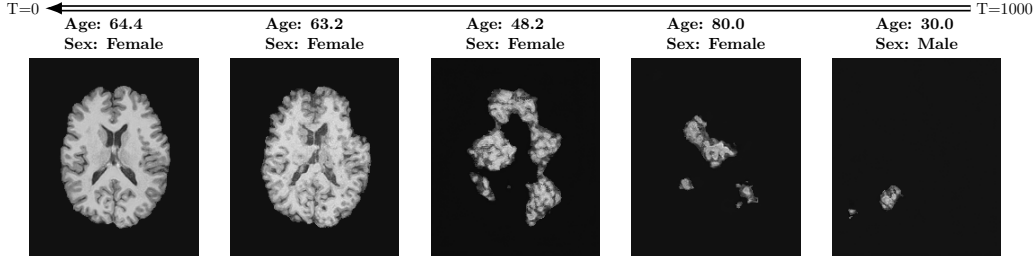 T=0 T=1000
Age: 64.4 Age: 63.2 Age: 48.2 Age: 80.0 Age: 30.0
Sex: Female Sex: Female Sex: Female Sex: Female Sex: Male